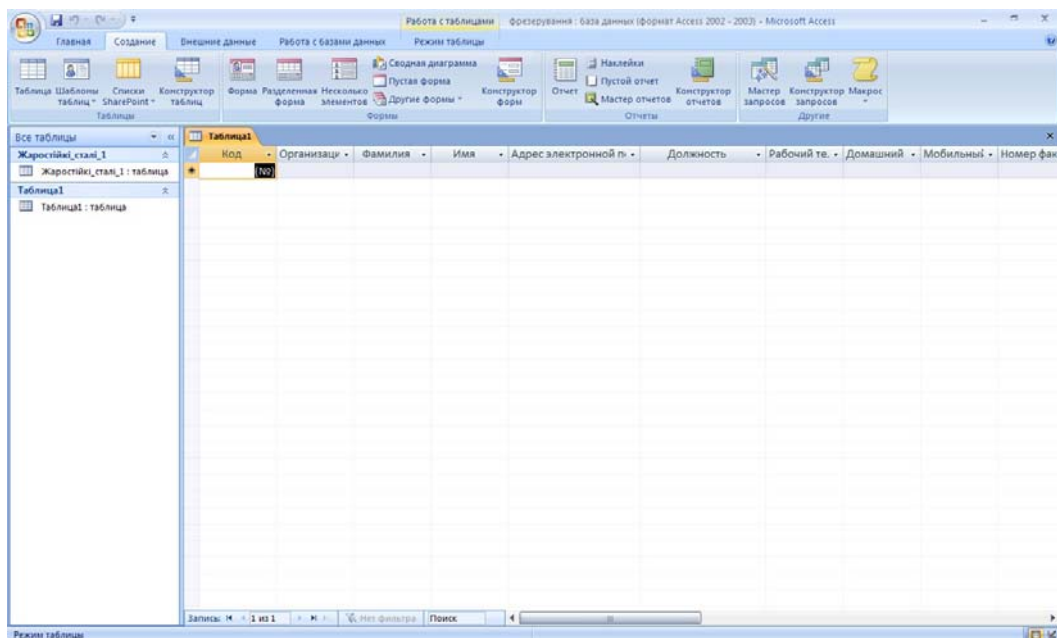 Работа с таблицами фрезерування : база данных (формат Access 2002 - 2003) - Microsoft Access
Главная Создание Внешние данные Работа с базами данных Режим таблицы
Таблица Шаблоны таблиц Списки SharePoint Конструктор таблиц
Таблицы
Форма Разделенная форма Несколько элементов Сводная диаграмма Пустая форма Другие формы Конструктор форм
Формы
Отчет Наклейки Пустой отчет Мастер отчетов Конструктор отчетов
Отчеты
Мастер запросов Конструктор запросов Макрос
Другие
Все таблицы
Жаростійкі_сталі_1
Жаростійкі_сталі_1 : таблица
Таблица1
Таблица1 : таблица
Таблица1
Код Организаци Фамилия Имя Адрес электронной п Должность Рабочий те. Домашний Мобильный Номер фак
(№)
Запись: 1 из 1 Нет фильтра Поиск
Режим таблицы